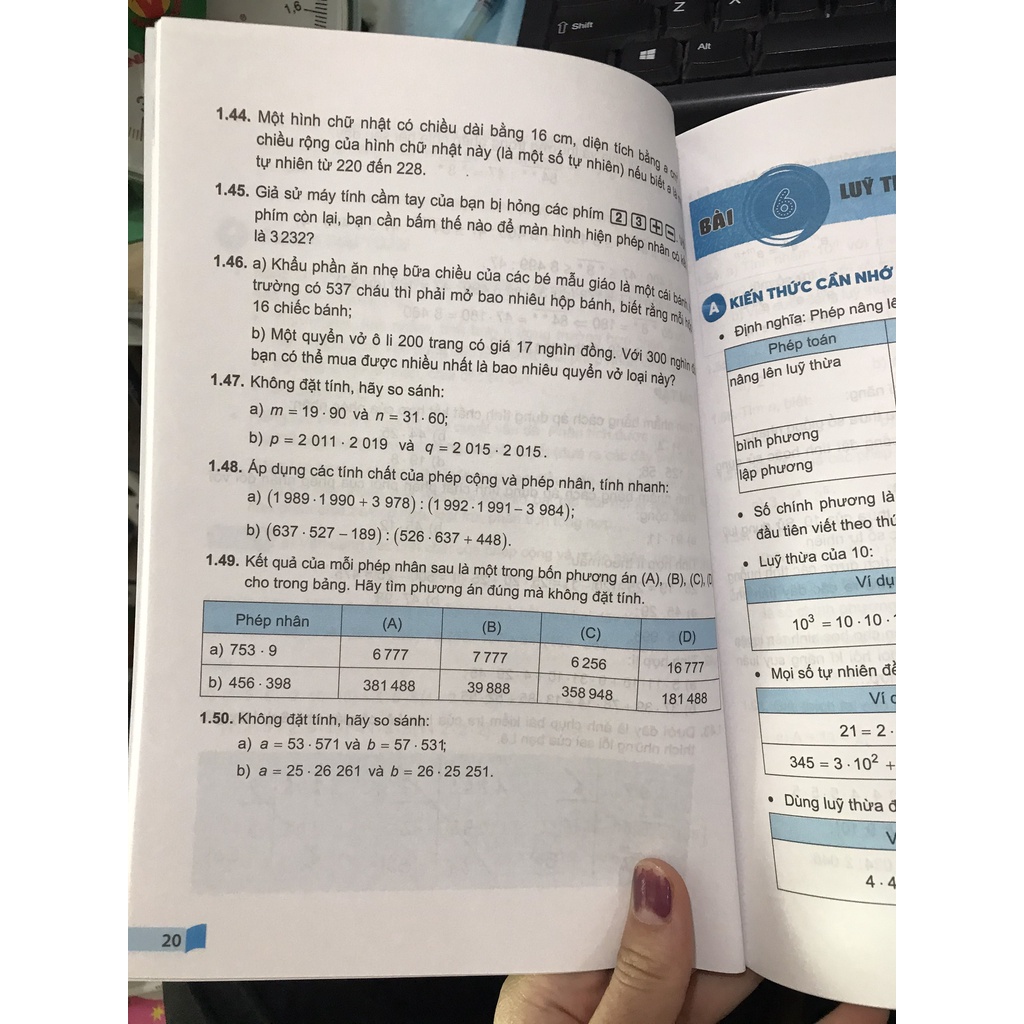 1,6
Shift
Z
X
Alt
1.44. Một hình chữ nhật có chiều dài bằng 16 cm, diện tích bằng a
chiều rộng của hình chữ nhật này (là một số tự nhiên) nếu biết a
tự nhiên từ 220 đến 228.
1.45. Giả sử máy tính cầm tay của bạn bị hỏng các phím 2 3 + −
phím còn lại, bạn cần bấm thế nào để màn hình hiện phép nhân có
là 3 232?
1.46. a) Khẩu phần ăn nhẹ bữa chiều của các bé mẫu giáo là một cái bánh
trường có 537 cháu thì phải mở bao nhiêu hộp bánh, biết rằng mỗi
16 chiếc bánh;
b) Một quyển vở ô li 200 trang có giá 17 nghìn đồng. Với 300 nghìn
bạn có thể mua được nhiều nhất là bao nhiêu quyển vở loại này?
1.47. Không đặt tính, hãy so sánh:
a) m = 19 · 90 và n = 31 · 60;
b) p = 2 011 · 2 019 và q = 2 015 · 2 015.
1.48. Áp dụng các tính chất của phép cộng và phép nhân, tính nhanh:
a) (1 989 · 1 990 + 3 978) : (1 992 · 1 991 − 3 984);
b) (637 · 527 − 189) : (526 · 637 + 448).
1.49. Kết quả của mỗi phép nhân sau là một trong bốn phương án (A), (B), (C), (D
cho trong bảng. Hãy tìm phương án đúng mà không đặt tính.
Phép nhân (A) (B) (C) (D)
a) 753 · 9 6 777 7 777 6 256 16 777
b) 456 · 398 381 488 39 888 358 948 181 488
1.50. Không đặt tính, hãy so sánh:
a) a = 53 · 571 và b = 57 · 531;
b) a = 25 · 26 261 và b = 26 · 25 251.
20
BÀI 6 LUỸ
A KIẾN THỨC CẦN NHỚ
• Định nghĩa: Phép nâng
Phép toán
nâng lên luỹ thừa
bình phương
lập phương
• Số chính phương là
đầu tiên viết theo
• Luỹ thừa của 10:
Ví dụ
10³ = 10 · 10 ·
• Mọi số tự nhiên
Ví
21 = 2 ·
345 = 3 · 10² +
• Dùng luỹ thừa
V
4 · 4